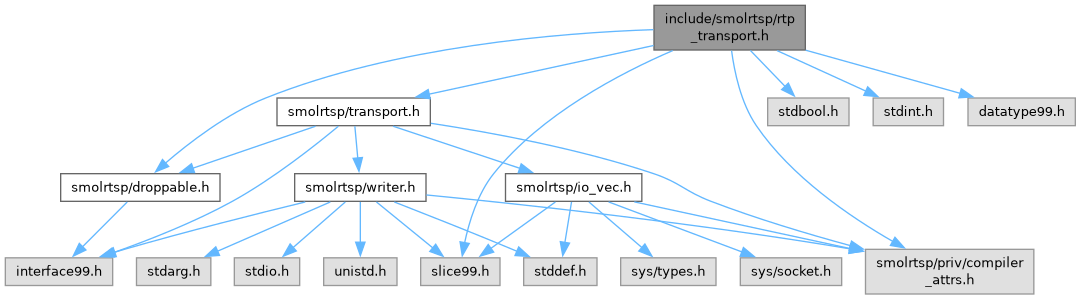 include/smolrtsp/rtp
_transport.h
smolrtsp/transport.h
stdbool.h
stdint.h
datatype99.h
smolrtsp/droppable.h
smolrtsp/writer.h
smolrtsp/io_vec.h
interface99.h
stdarg.h
stdio.h
unistd.h
slice99.h
stddef.h
sys/types.h
sys/socket.h
smolrtsp/priv/compiler
_attrs.h